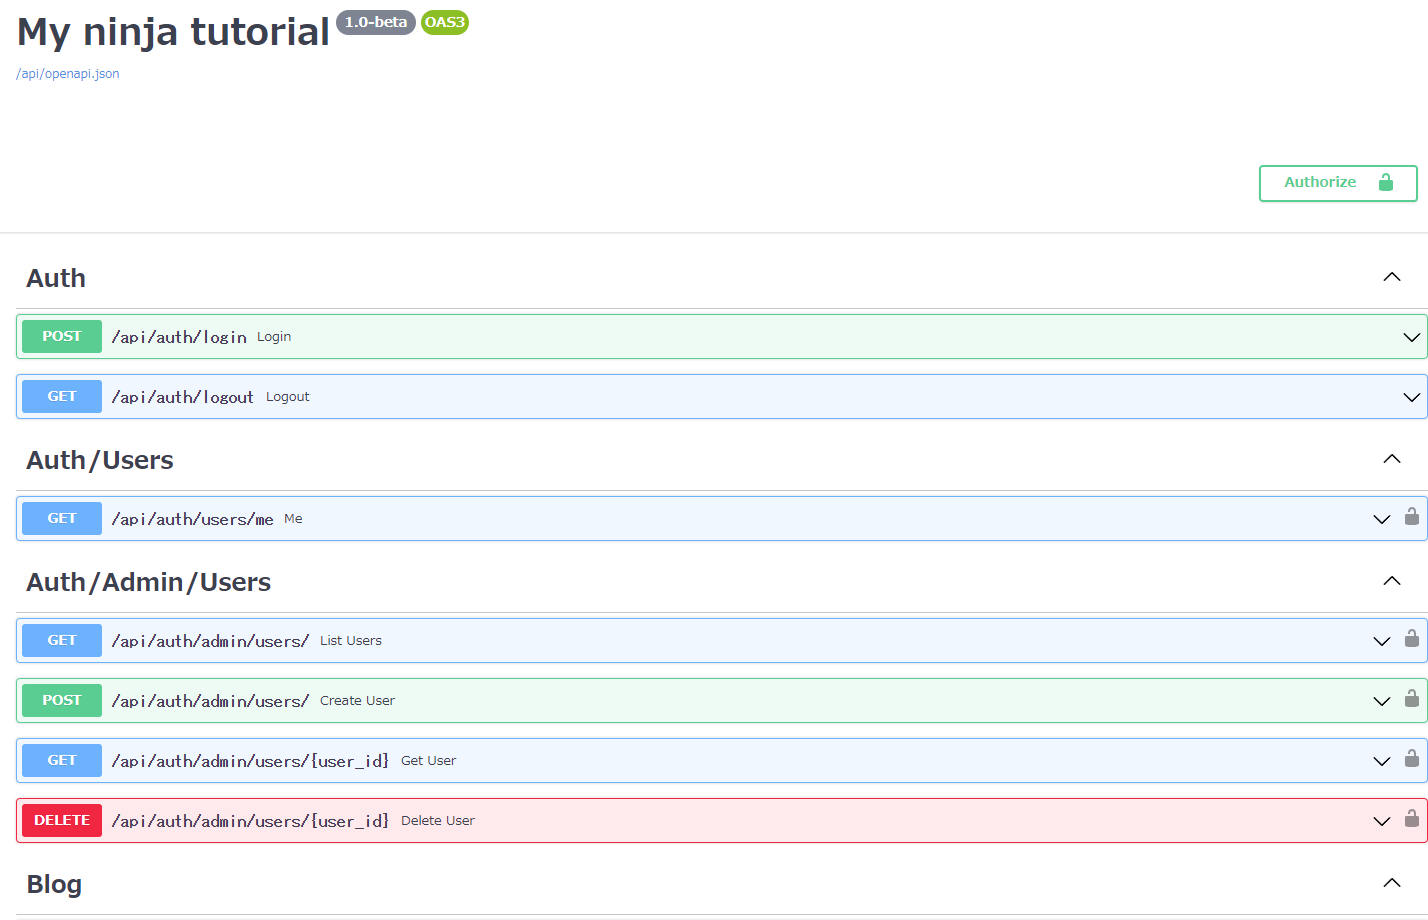 My ninja tutorial 1.0-beta OAS3
/api/openapi.json
Authorize
Auth
POST /api/auth/login Login
GET /api/auth/logout Logout
Auth/Users
GET /api/auth/users/me Me
Auth/Admin/Users
GET /api/auth/admin/users/ List Users
POST /api/auth/admin/users/ Create User
GET /api/auth/admin/users/{user_id} Get User
DELETE /api/auth/admin/users/{user_id} Delete User
Blog